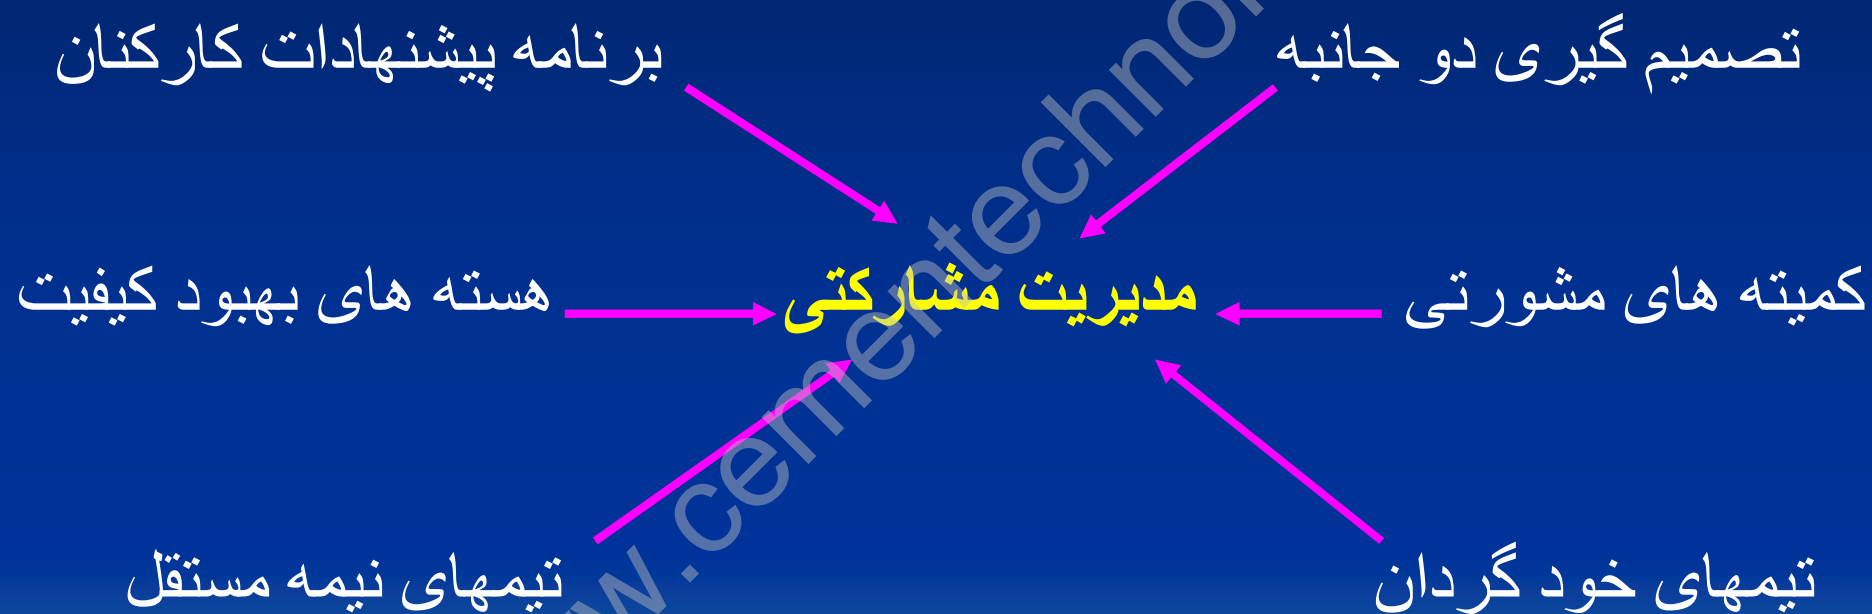 تصمیم گیری دو جانبه
برنامه پیشنهادات کارکنان
کمیته های مشورتی
مدیریت مشارکتی
هسته های بهبود کیفیت
تیمهای خود گردان
تیمهای نیمه مستقل
w.cementechno